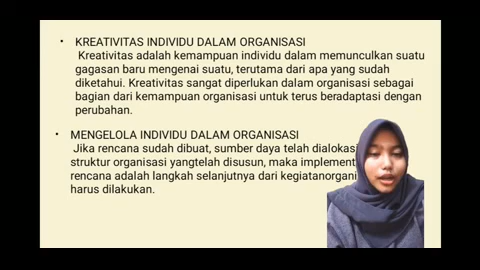 • KREATIVITAS INDIVIDU DALAM ORGANISASI
Kreativitas adalah kemampuan individu dalam memunculkan suatu
gagasan baru mengenai suatu, terutama dari apa yang sudah
diketahui. Kreativitas sangat diperlukan dalam organisasi sebagai
bagian dari kemampuan organisasi untuk terus beradaptasi dengan
perubahan.
• MENGELOLA INDIVIDU DALAM ORGANISASI
Jika rencana sudah dibuat, sumber daya telah
struktur organisasi yangtelah disusun, maka
rencana adalah langkah selanjutnya dari
harus dilakukan.